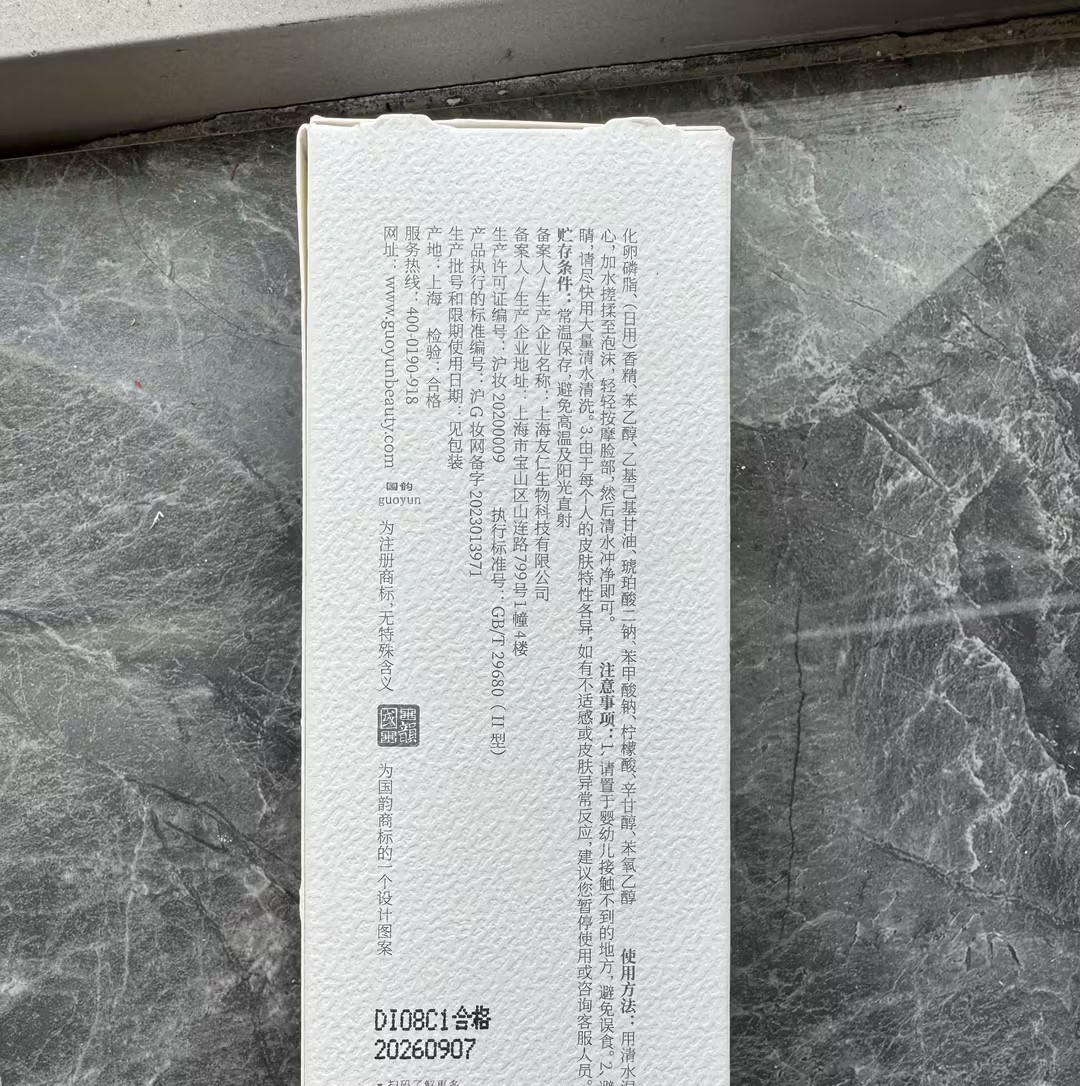 化卵磷脂、(日用)香精、苯乙醇、乙基己基甘油、琥珀酸二钠、苯甲酸钠、柠檬酸、辛甘醇、苯氧乙醇 使用方法：用清水湿
心,加水搓揉至泡沫，轻轻按摩脸部,然后清水冲净即可。 注意事项：1、请置于婴幼儿接触不到的地方，避免误食。2、避
睛,请尽快用大量清水清洗。3、由于每个人的皮肤特性各异,如有不适感或皮肤异常反应,建议您暂停使用或咨询客服人员。
贮存条件：常温保存,避免高温及阳光直射
备案人/生产企业名称：上海友仁生物科技有限公司
备案人/生产企业地址：上海市宝山区山连路799号1幢4楼
生产许可证编号：沪妆20200009 执行标准号：GB/T 29680 (II型)
产品执行的标准编号：沪G妆网备字2023013971
生产批号和限期使用日期：见包装
产地：上海 检验：合格
服务热线：400-0190-918
网址：www.guoyunbeauty.com
国韵
guoyun
为注册商标,无特殊含义
为国韵商标的一个设计图案
DI08C1合格
20260907
扫码了解更多